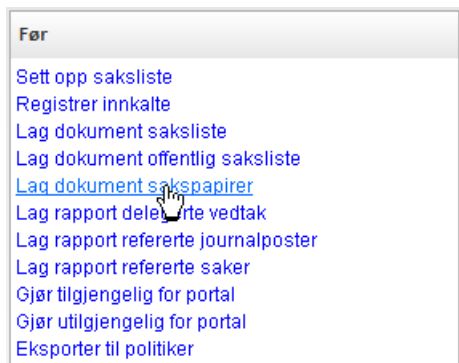 Før
Sett opp saksliste
Registrer innkalte
Lag dokument saksliste
Lag dokument offentlig saksliste
Lag dokument sakspapirer
Lag rapport delegerte vedtak
Lag rapport refererte journalposter
Lag rapport refererte saker
Gjør tilgjengelig for portal
Gjør utilgjengelig for portal
Eksporter til politiker